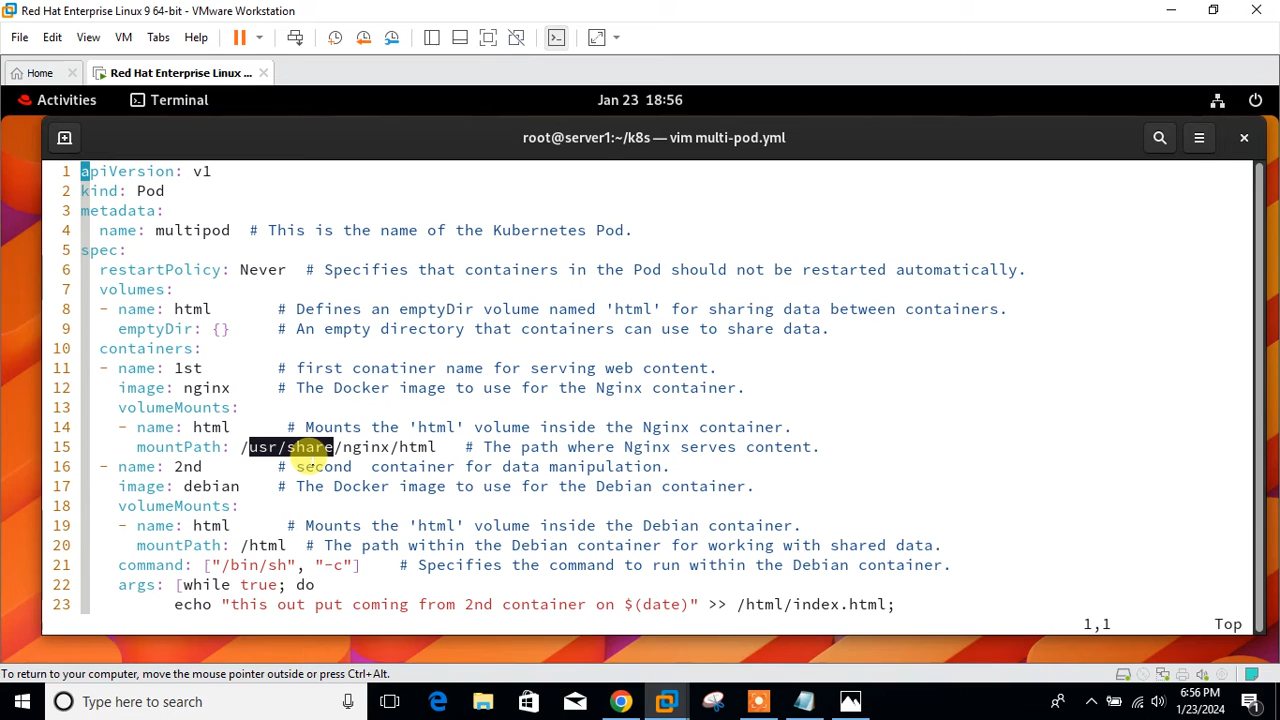 Red Hat Enterprise Linux 9 64-bit - VMware Workstation
File Edit View VM Tabs Help
Home Red Hat Enterprise Linux ...
Activities Terminal Jan 23 18:56
root@server1:~/k8s — vim multi-pod.yml
1 apiVersion: v1
2 kind: Pod
3 metadata:
4 name: multipod # This is the name of the Kubernetes Pod.
5 spec:
6 restartPolicy: Never # Specifies that containers in the Pod should not be restarted automatically.
7 volumes:
8 - name: html # Defines an emptyDir volume named 'html' for sharing data between containers.
9 emptyDir: {} # An empty directory that containers can use to share data.
10 containers:
11 - name: 1st # first conatiner name for serving web content.
12 image: nginx # The Docker image to use for the Nginx container.
13 volumeMounts:
14 - name: html # Mounts the 'html' volume inside the Nginx container.
15 mountPath: /usr/share/nginx/html # The path where Nginx serves content.
16 - name: 2nd # second container for data manipulation.
17 image: debian # The Docker image to use for the Debian container.
18 volumeMounts:
19 - name: html # Mounts the 'html' volume inside the Debian container.
20 mountPath: /html # The path within the Debian container for working with shared data.
21 command: ["/bin/sh", "-c"] # Specifies the command to run within the Debian container.
22 args: [while true; do
23 echo "this out put coming from 2nd container on $(date)" >> /html/index.html;
1,1 Top
To return to your computer, move the mouse pointer outside or press Ctrl+Alt.
Type here to search
6:56 PM
1/23/2024